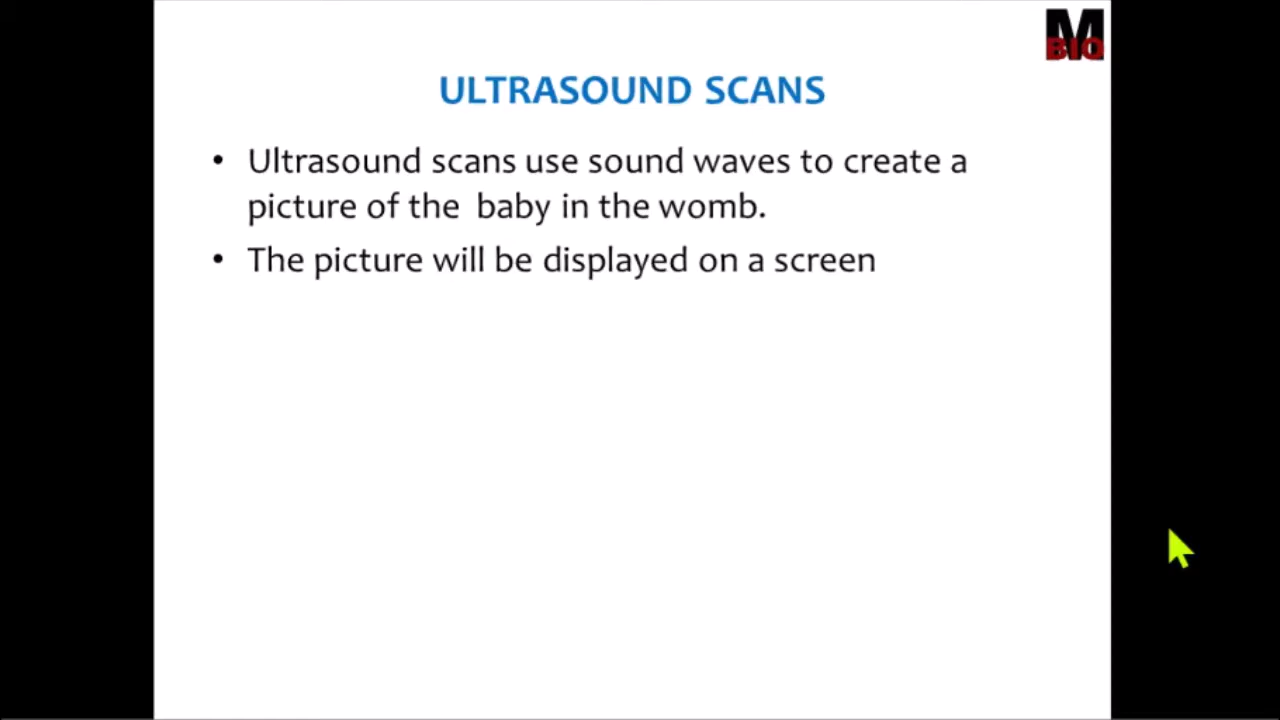 M
BIO
ULTRASOUND SCANS
• Ultrasound scans use sound waves to create a
picture of the  baby in the womb.
• The picture will be displayed on a screen